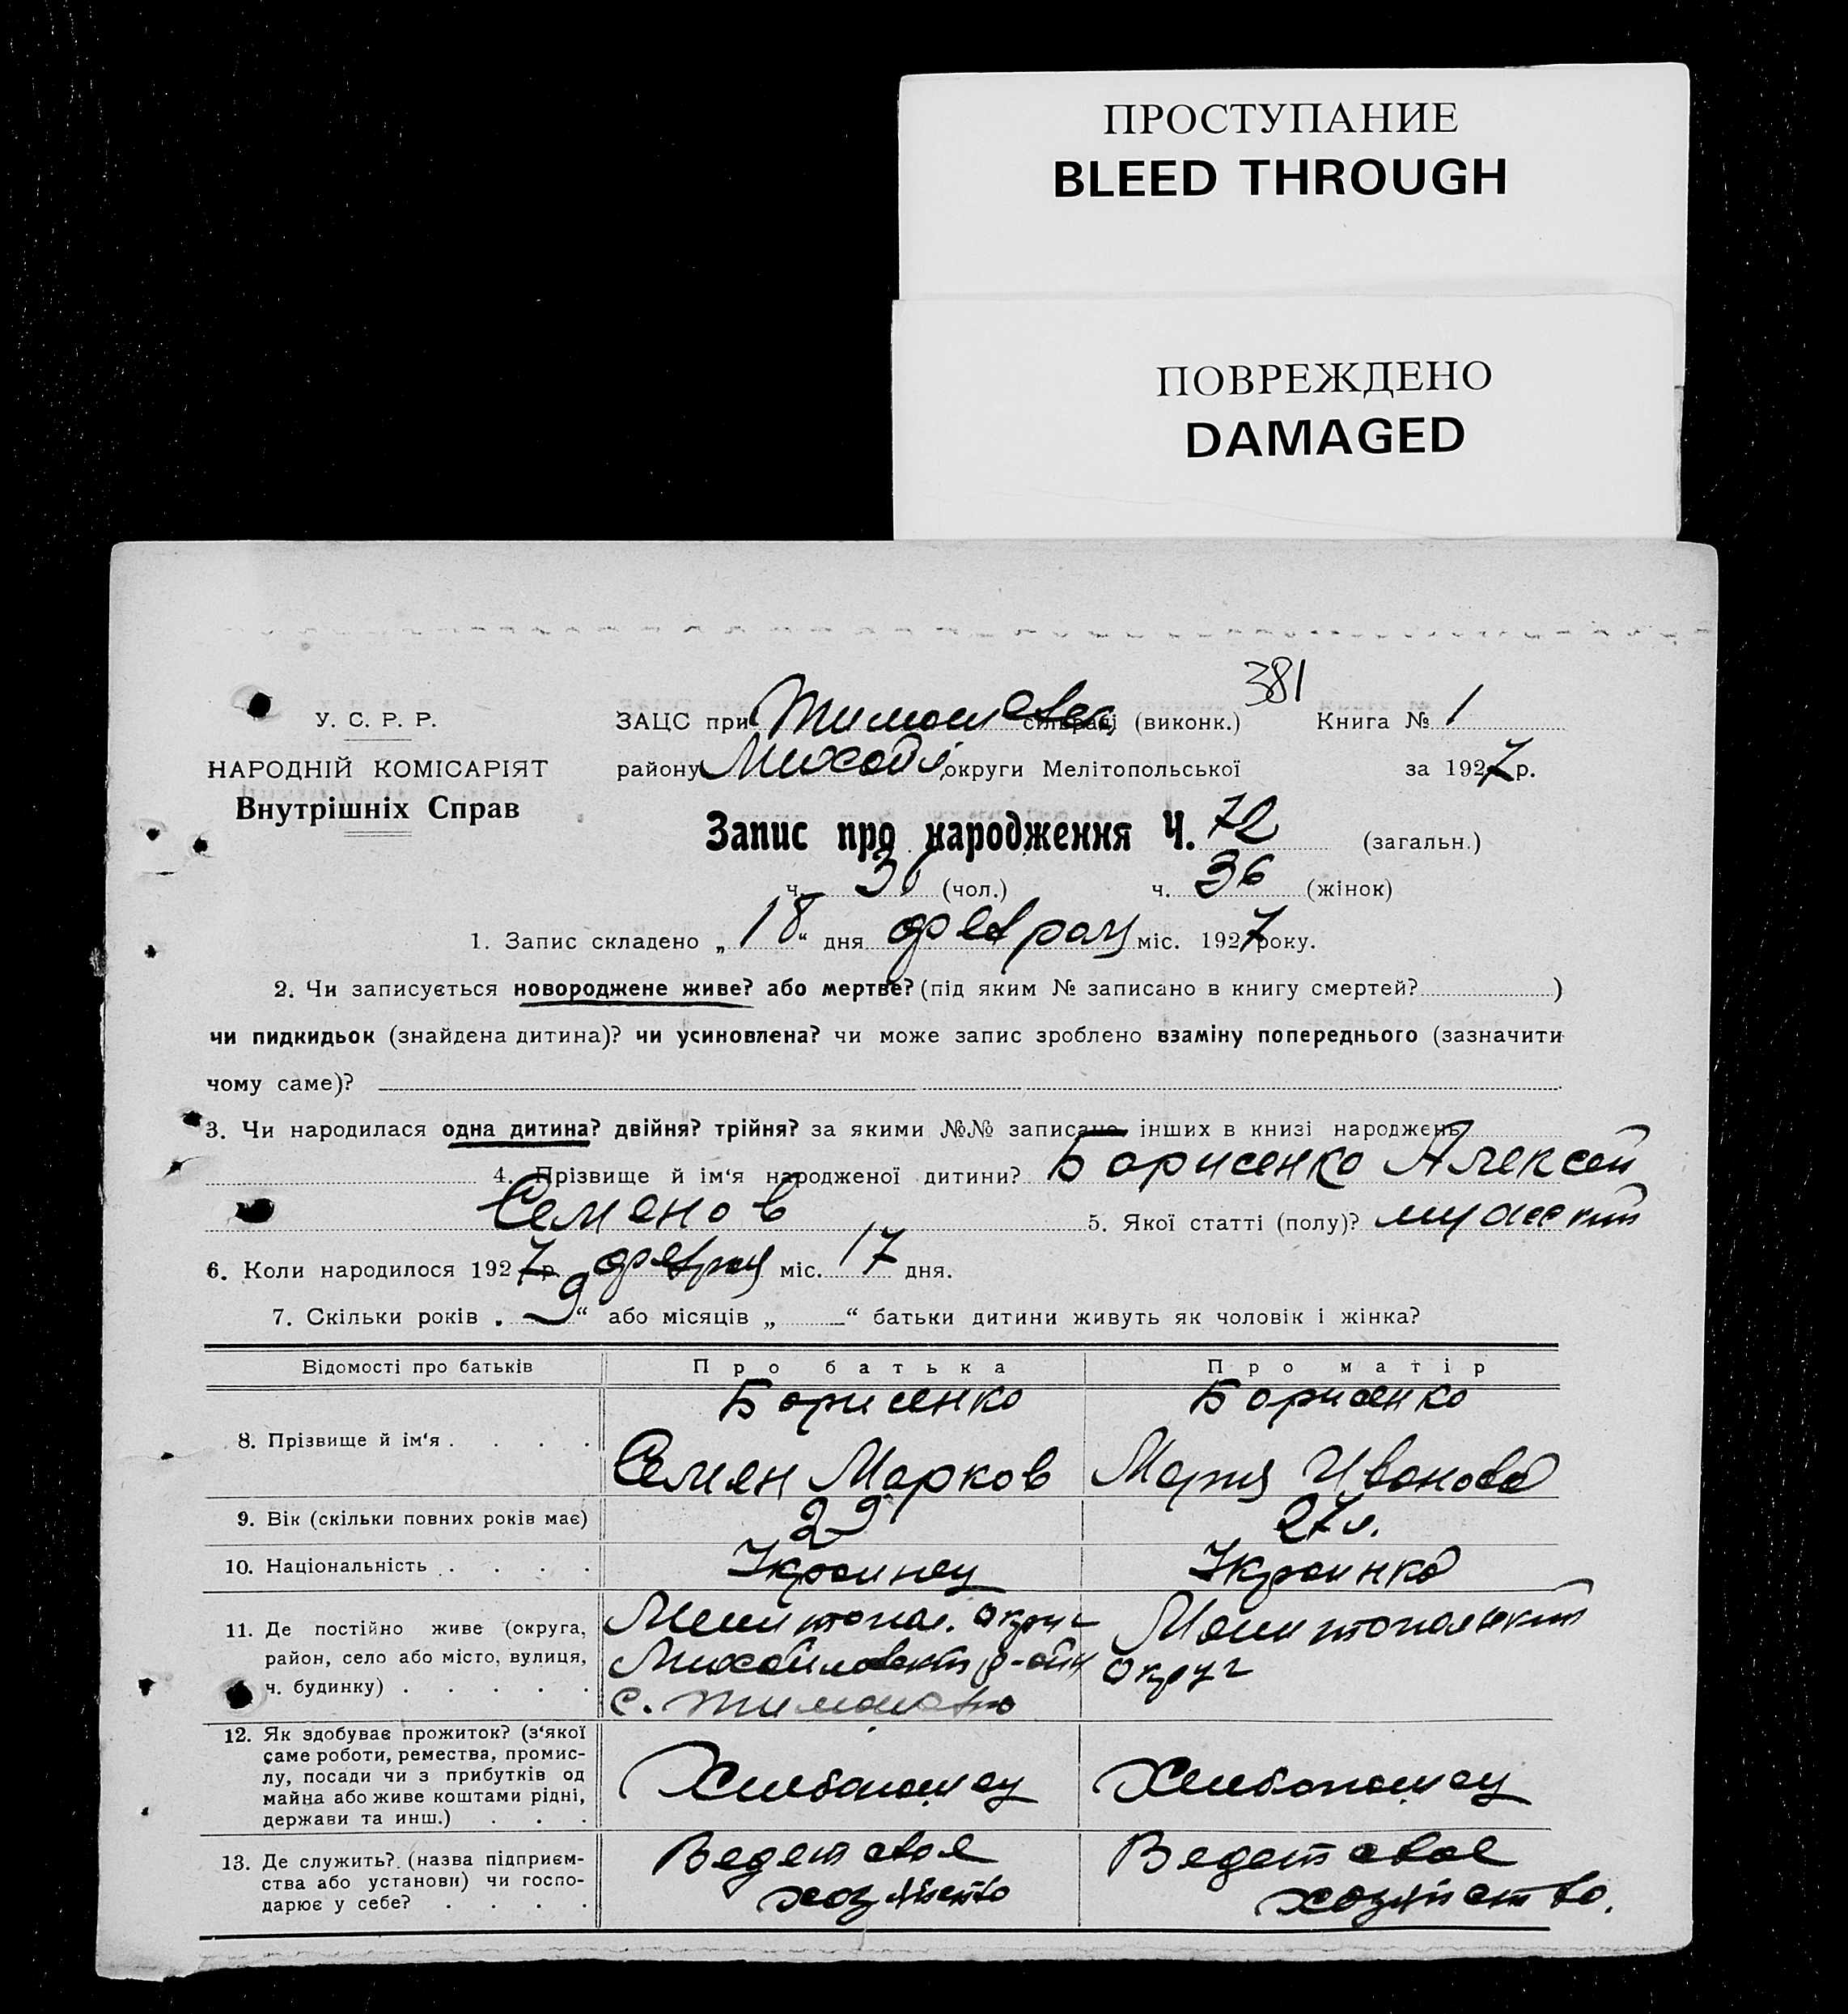 ПРОСТУПАНИЕ
BLEED THROUGH
ПОВРЕЖДЕНО
DAMAGED
381
У. С. Р. Р.
НАРОДНІЙ КОМІСАРІЯТ
Внутрішніх Справ
ЗАЦС при Тимошевск сільраді (виконк.) Книга № 1
району Михайл округи Мелітопольської за 1927 р.
Запис про народження Ч. 72 (загальн.)
ч. 36 (чол.) ч. 36 (жінок)
1. Запис складено „18“ дня февраля міс. 1927 року.
2. Чи записується новороджене живе? або мертве? (під яким № записано в книгу смертей? )
чи пидкидьок (знайдена дитина)? чи усиновлена? чи може запис зроблено взаміну попереднього (зазначити
чому саме)?
3. Чи народилася одна дитина? двійня? трійня? за якими №№ записано інших в книзі народжень
4. Прізвище й ім‘я народженої дитини? Борисенко Алексей
Семенов 5. Якої статті (полу)? мужский
6. Коли народилося 1927 р. февраля міс. 17 дня.
7. Скільки років „ 9 “ або місяців „ — “ батьки дитини живуть як чоловік і жінка?
Відомості про батьків Про батька Про матір
8. Прізвище й ім‘я . . . . Борисенко Борисенко
Семен Марков Мария Иванова
9. Вік (скільки повних років має) 29 27 л.
10. Національність . . . . Украинец Украинка
11. Де постійно живе (округа, Мелитопол. округ Мелитопольский
район, село або місто, вулиця, Михайловский р-айн округ
ч. будинку) . . . . . с. Тимошевка
12. Як здобуває прожиток? (з‘якої
саме роботи, ремества, промис-
лу, посади чи з прибутків од Хлебопашец Хлебопашец
майна або живе коштами рідні,
держави та инш.) . . .
13. Де служить? (назва підприєм- Ведет свое Ведет свое
ства або установи) чи госпо- хозяйство хозяйство.
дарює у себе? . . . .